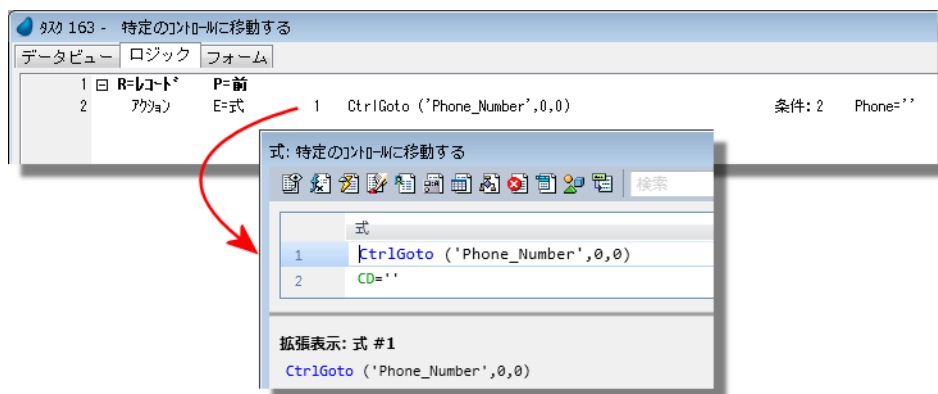 ﾀｽｸ 163 - 特定のｺﾝﾄﾛｰﾙに移動する
データビュー ロジック フォーム
1 R=ﾚｺｰﾄﾞ P=前
2 ｱｸｼｮﾝ E=式 1 CtrlGoto ('Phone_Number',0,0) 条件: 2 Phone=''
式: 特定のｺﾝﾄﾛｰﾙに移動する
検索
式
1 CtrlGoto ('Phone_Number',0,0)
2 CD=''
拡張表示: 式 #1
CtrlGoto ('Phone_Number',0,0)